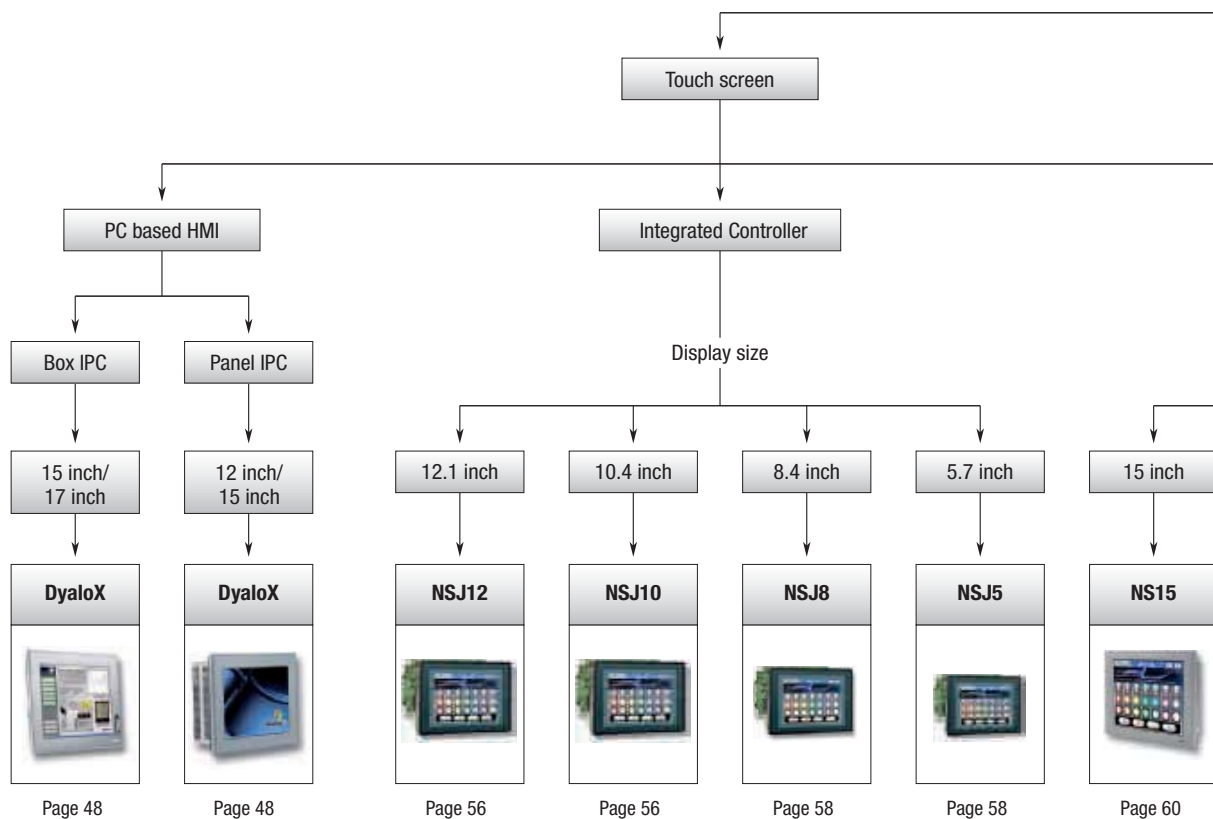 Touch screen
PC based HMI
Integrated Controller
Box IPC
Panel IPC
Display size
15 inch/
17 inch
12 inch/
15 inch
12.1 inch
10.4 inch
8.4 inch
5.7 inch
15 inch
DyaloX
DyaloX
NSJ12
NSJ10
NSJ8
NSJ5
NS15
Page 48
Page 48
Page 56
Page 56
Page 58
Page 58
Page 60